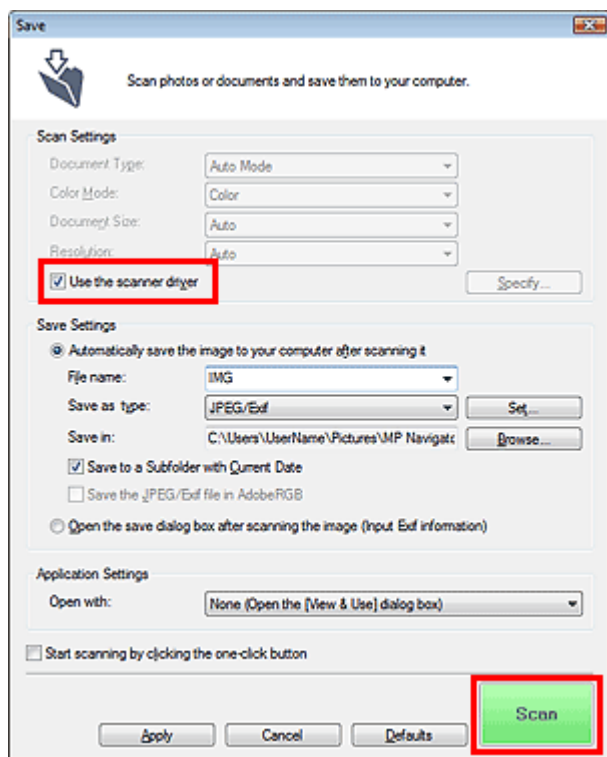 Save
Scan photos or documents and save them to your computer.
Scan Settings
Document Type: Auto Mode
Color Mode: Color
Document Size: Auto
Resolution: Auto
Use the scanner driver Specify...
Save Settings
Automatically save the image to your computer after scanning it
File name: IMG
Save as type: JPEG/Exif Set...
Save in: C:\Users\UserName\Pictures\MP Navigato Browse...
Save to a Subfolder with Current Date
Save the JPEG/Exif file in AdobeRGB
Open the save dialog box after scanning the image (Input Exif information)
Application Settings
Open with: None (Open the [View & Use] dialog box)
Start scanning by clicking the one-click button
Apply Cancel Defaults Scan